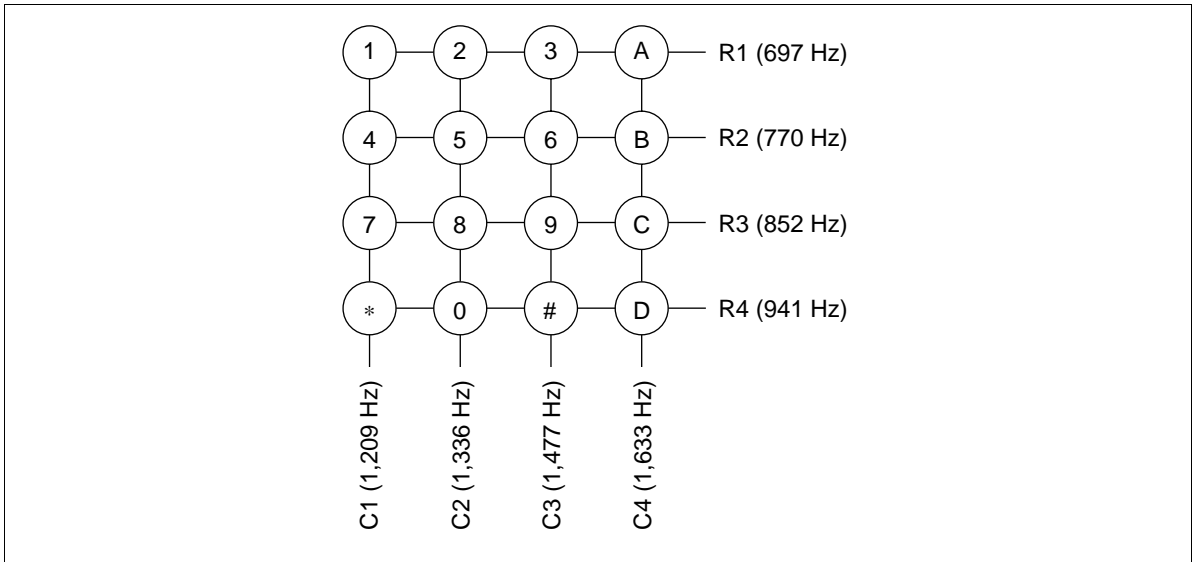 1 2 3 A R1 (697 Hz)
4 5 6 B R2 (770 Hz)
7 8 9 C R3 (852 Hz)
* 0 # D R4 (941 Hz)
C1 (1,209 Hz)
C2 (1,336 Hz)
C3 (1,477 Hz)
C4 (1,633 Hz)